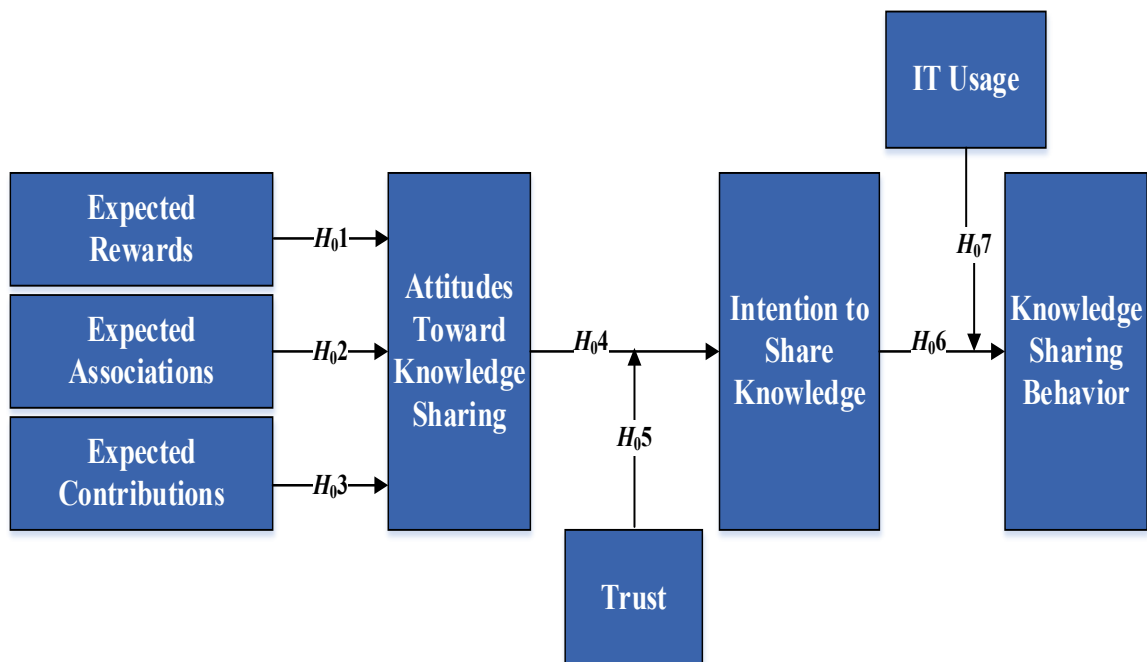 IT Usage
Expected
Rewards
H₀1
Expected
Associations
H₀2
Expected
Contributions
H₀3
Attitudes
Toward
Knowledge
Sharing
H₀4
H₀5
Trust
Intention to
Share
Knowledge
H₀6
H₀7
Knowledge
Sharing
Behavior